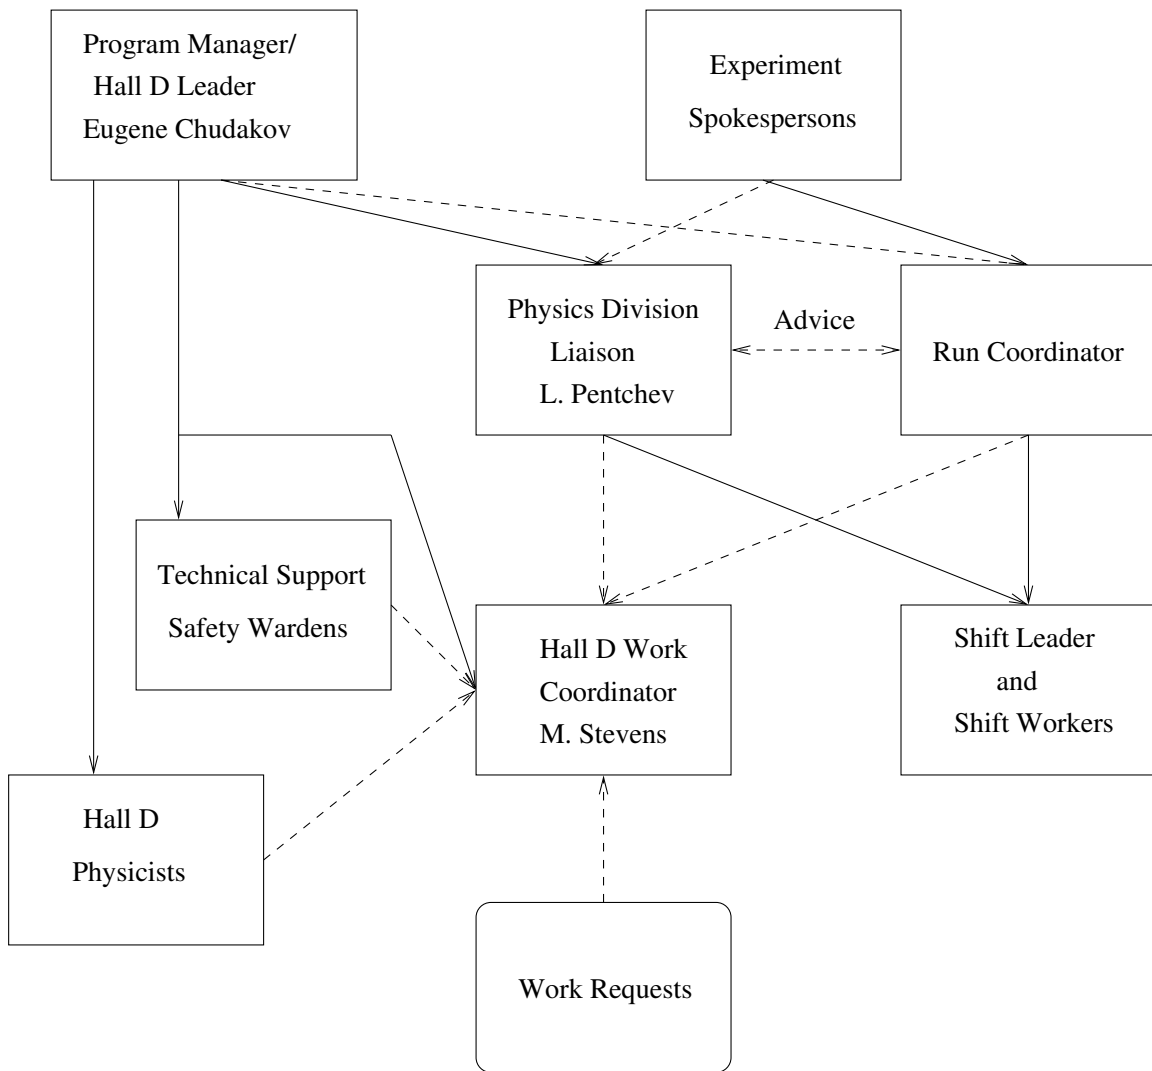 Program Manager/
Hall D Leader
Eugene Chudakov
Experiment
Spokespersons
Physics Division
Liaison
L. Pentchev
Advice
Run Coordinator
Technical Support
Safety Wardens
Hall D Work
Coordinator
M. Stevens
Shift Leader
and
Shift Workers
Hall D
Physicists
Work Requests